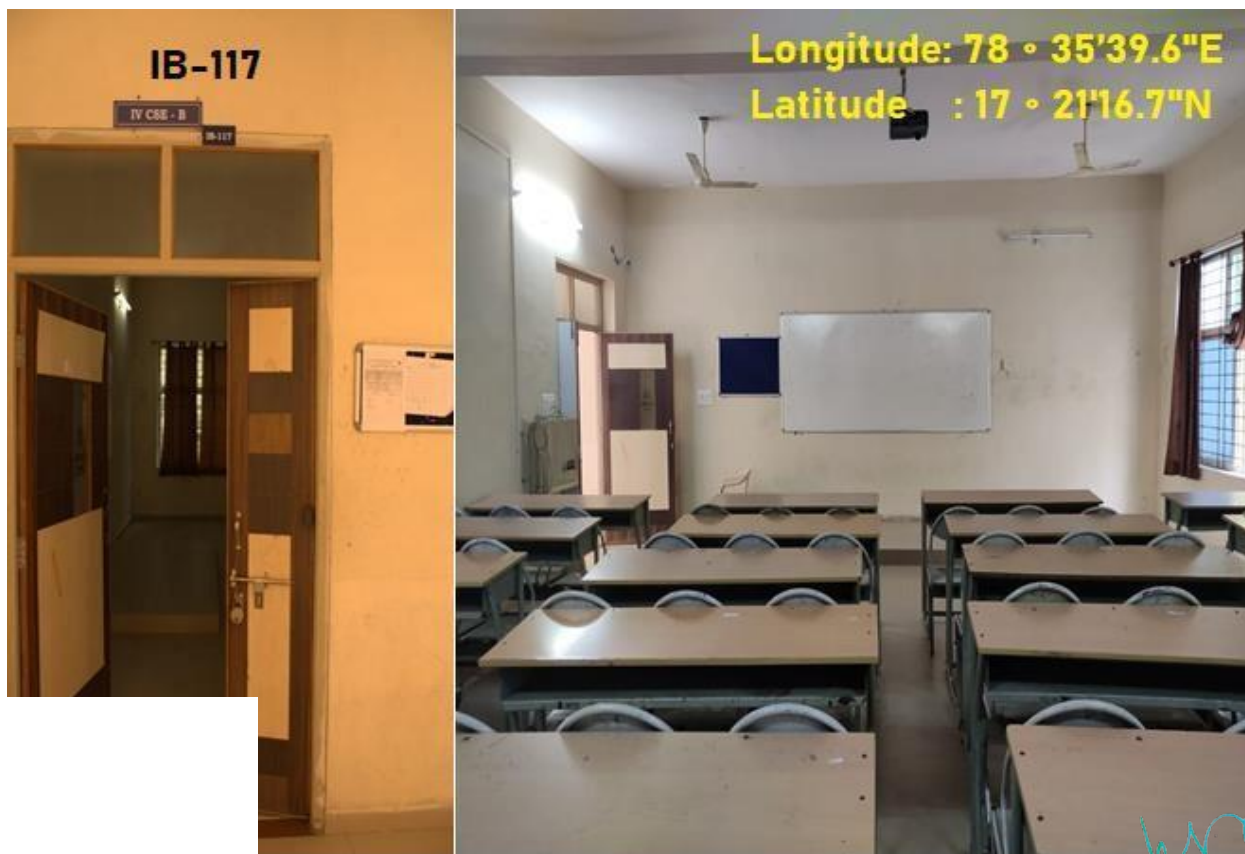 IB-117
IV CSE - B
IB-117
Longitude: 78 ∘ 35'39.6"E
Latitude : 17 ∘ 21'16.7"N